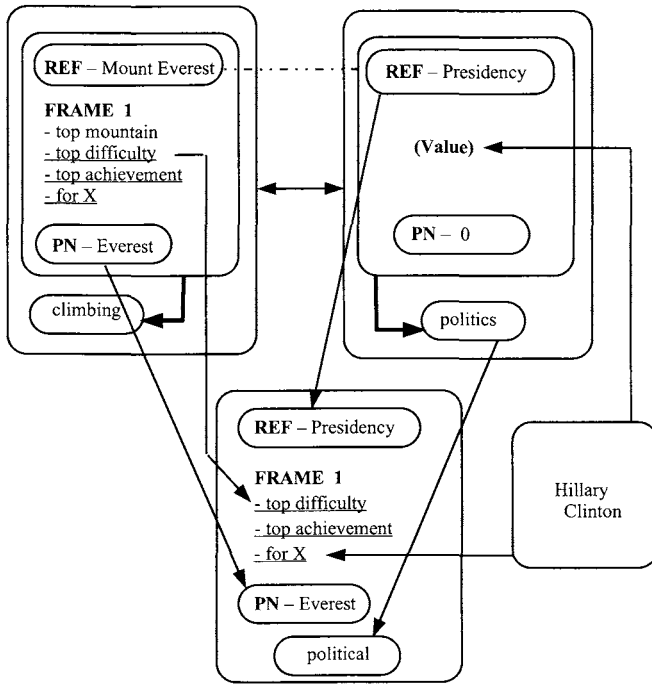 REF – Mount Everest
FRAME 1
- top mountain
- top difficulty
- top achievement
- for X
PN – Everest
climbing
REF – Presidency
(Value)
PN – 0
politics
REF – Presidency
FRAME 1
- top difficulty
- top achievement
- for X
PN – Everest
political
Hillary
Clinton